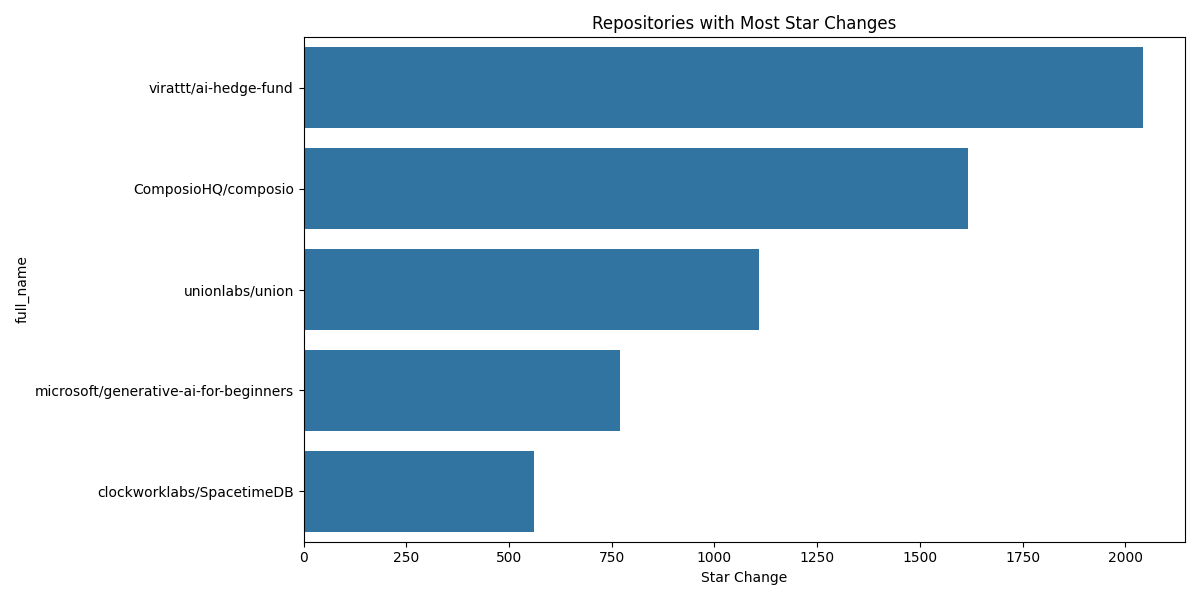 Repositories with Most Star Changes
full_name
virattt/ai-hedge-fund
ComposioHQ/composio
unionlabs/union
microsoft/generative-ai-for-beginners
clockworklabs/SpacetimeDB
0 250 500 750 1000 1250 1500 1750 2000
Star Change